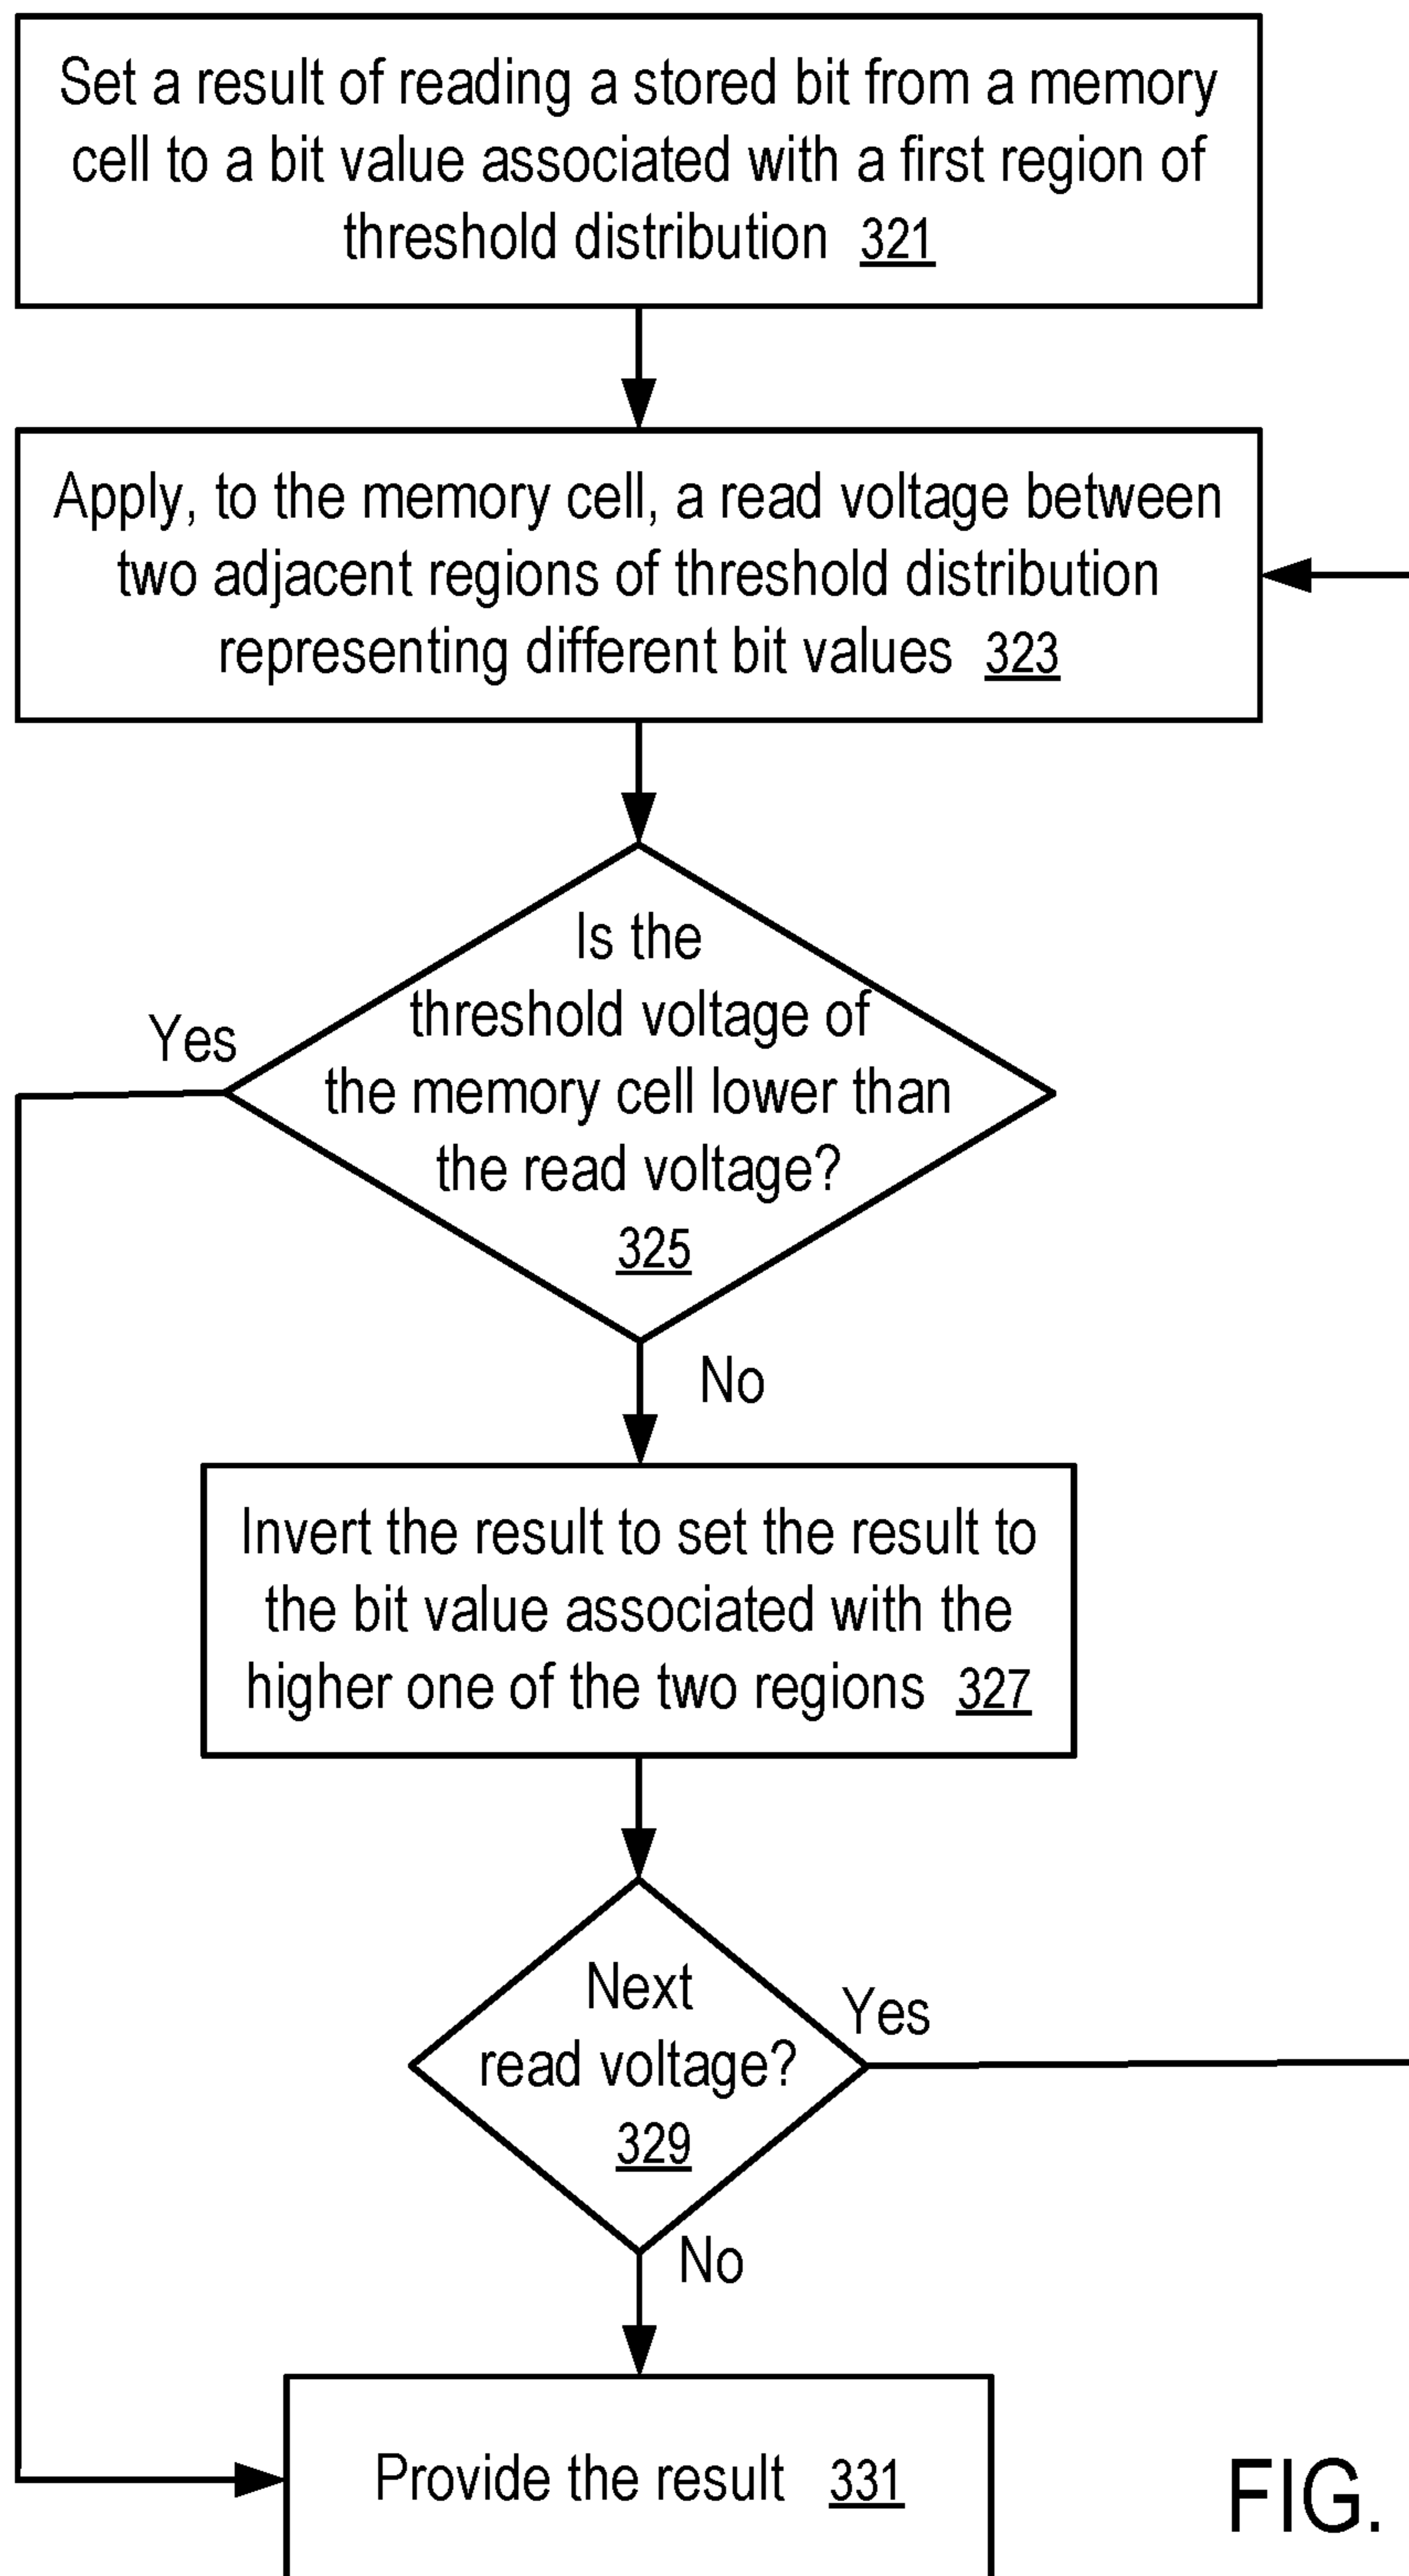 Set a result of reading a stored bit from a memory
cell to a bit value associated with a first region of
threshold distribution 321
Apply, to the memory cell, a read voltage between
two adjacent regions of threshold distribution
representing different bit values 323
Is the
threshold voltage of
Yes
the memory cell lower than
the read voltage?
325
No
Invert the result to set the result to
the bit value associated with the
higher one of the two regions 327
Next
Yes
read voltage?
329
No
Provide the result 331
FIG.